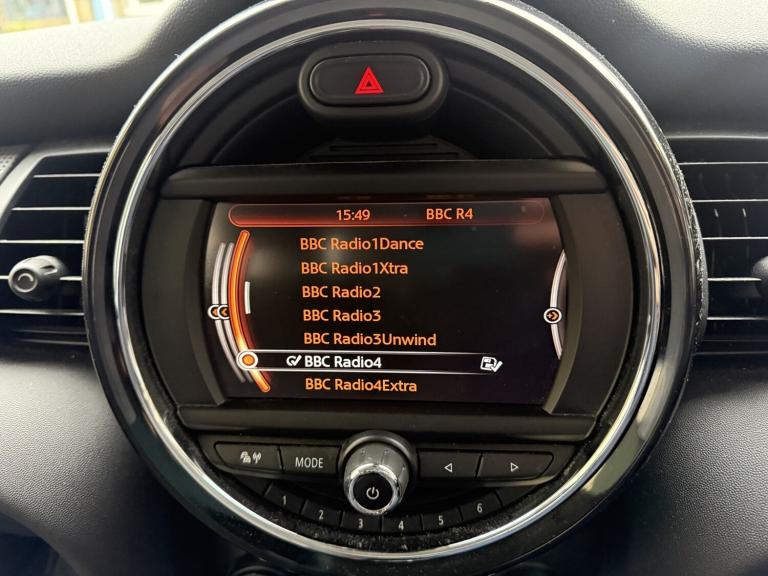 15:49 BBC R4
BBC Radio1Dance
BBC Radio1Xtra
BBC Radio2
BBC Radio3
BBC Radio3Unwind
BBC Radio4
BBC Radio4Extra
MODE
1 2 3 4 5 6